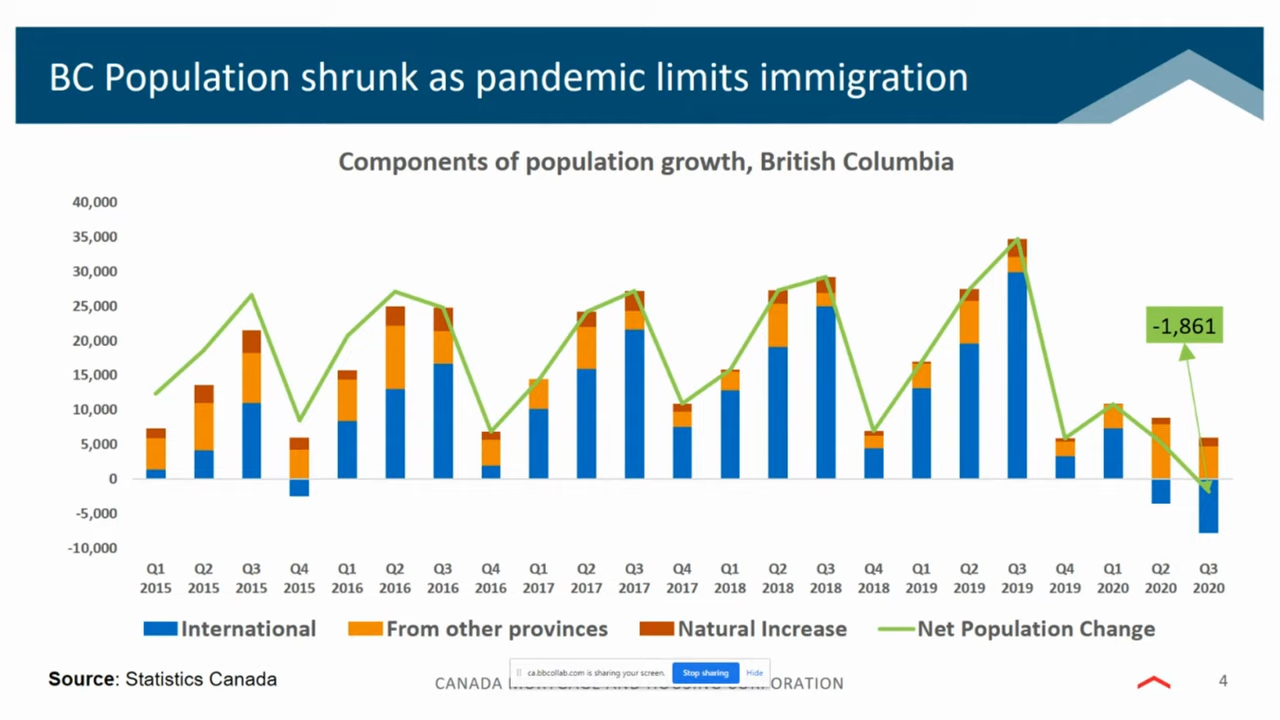 BC Population shrunk as pandemic limits immigration
Components of population growth, British Columbia
40,000
35,000
30,000
25,000
20,000
15,000
10,000
5,000
0
-5,000
-10,000
-1,861
Q1 Q2 Q3 Q4 Q1 Q2 Q3 Q4 Q1 Q2 Q3 Q4 Q1 Q2 Q3 Q4 Q1 Q2 Q3 Q4 Q1 Q2 Q3
2015 2015 2015 2015 2016 2016 2016 2016 2017 2017 2017 2017 2018 2018 2018 2018 2019 2019 2019 2019 2020 2020 2020
International From other provinces Natural Increase Net Population Change
ca.bbcollab.com is sharing your screen. Stop sharing Hide
Source: Statistics Canada
CANADA MORTGAGE AND HOUSING CORPORATION
4